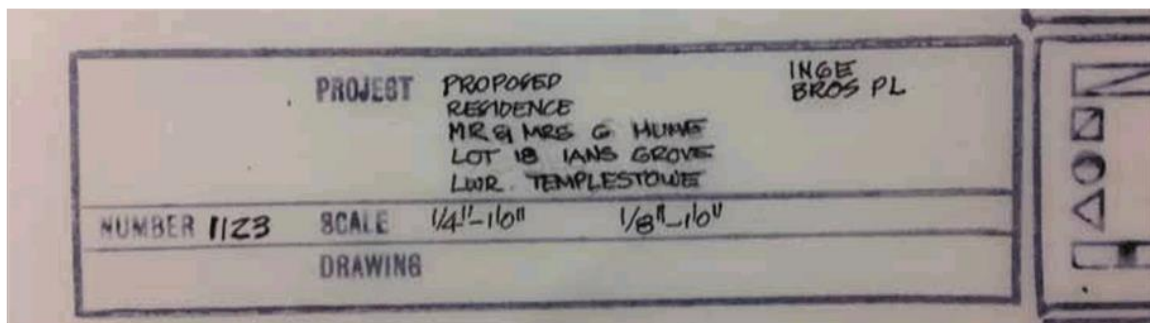 PROJECT PROPOSED
RESIDENCE
MR & MRS G HUME
LOT 18 IANS GROVE
LWR. TEMPLESTOWE
INGE
BROS PL
NUMBER 1123 SCALE 1/4"-1'0" 1/8"-1'0"
DRAWING